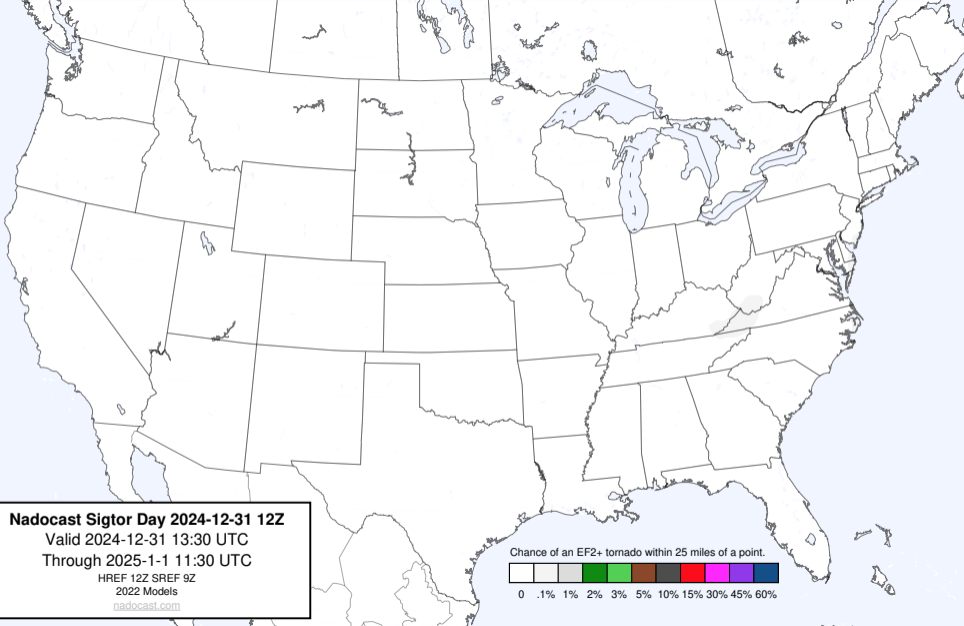 Nadocast Sigtor Day 2024-12-31 12Z
Valid 2024-12-31 13:30 UTC
Through 2025-1-1 11:30 UTC
HREF 12Z SREF 9Z
2022 Models
nadocast.com
Chance of an EF2+ tornado within 25 miles of a point.
0 .1% 1% 2% 3% 5% 10% 15% 30% 45% 60%